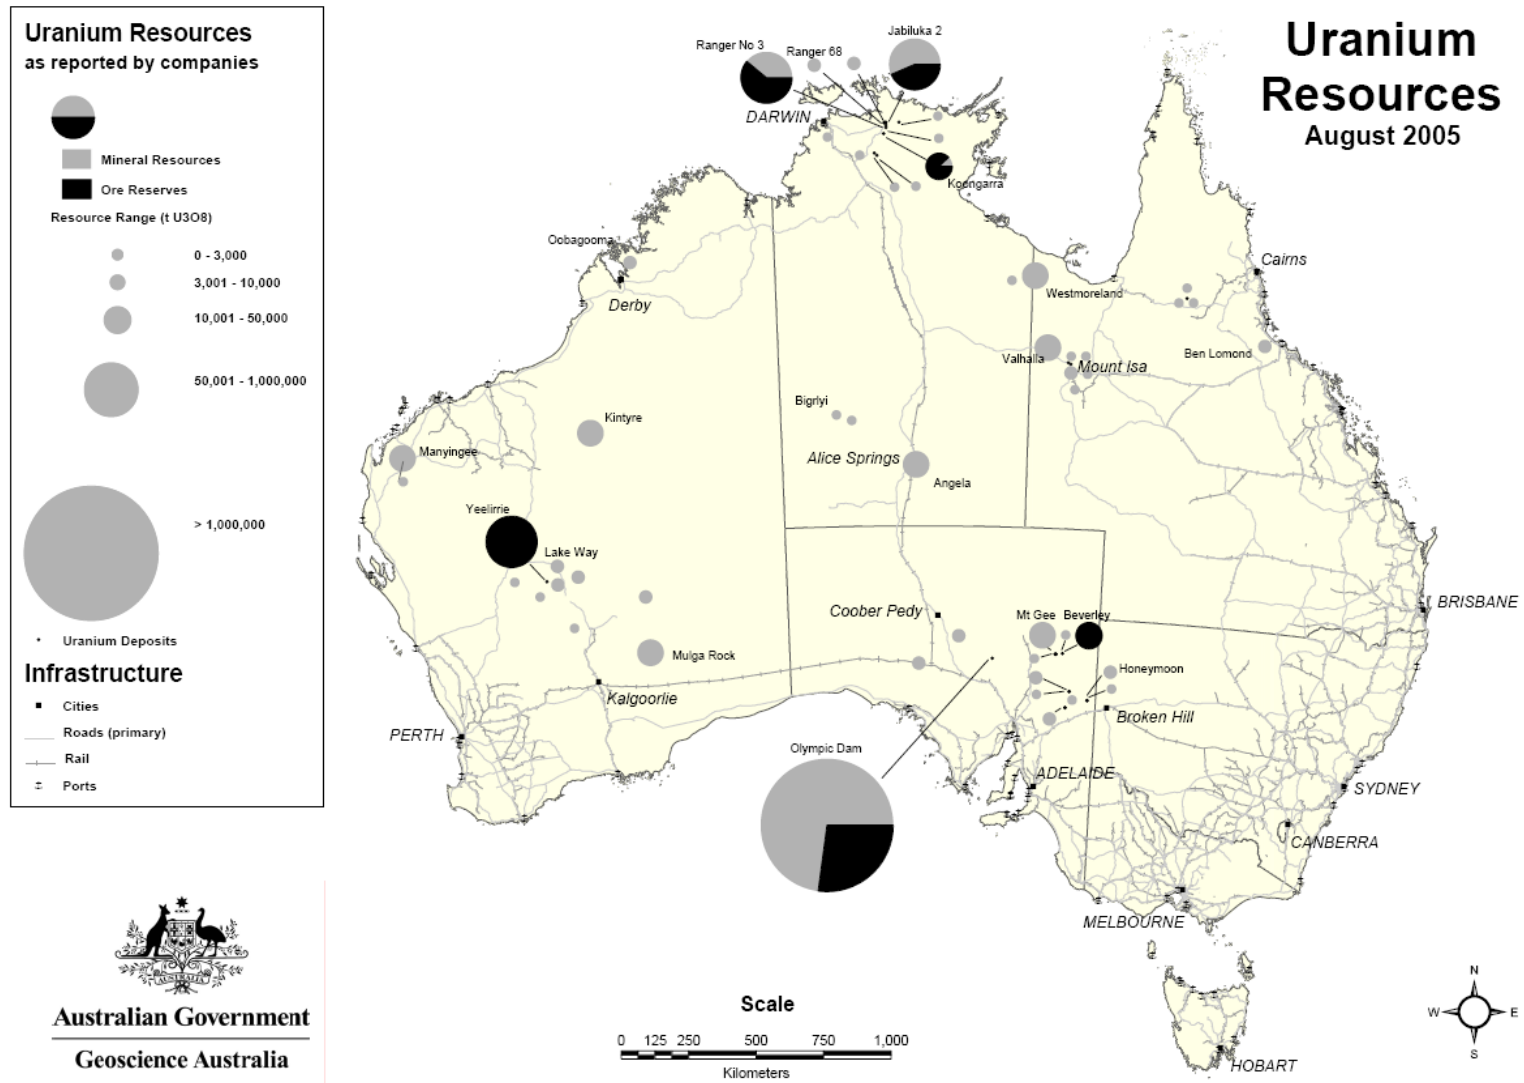 Uranium Resources
as reported by companies
Mineral Resources
Ore Reserves
Resource Range (t U3O8)
0 - 3,000
3,001 - 10,000
10,001 - 50,000
50,001 - 1,000,000
> 1,000,000
Uranium Deposits
Infrastructure
Cities
Roads (primary)
Rail
Ports
AUSTRALIA
Australian Government
Geoscience Australia
Uranium
Resources
August 2005
Jabiluka 2
Ranger No 3
Ranger 68
DARWIN
Koongarra
Oobagooma
Derby
Cairns
Westmoreland
Valhalla
Mount Isa
Ben Lomond
Bigrlyi
Kintyre
Manyingee
Alice Springs
Angela
Yeelirrie
Lake Way
Coober Pedy
Mt Gee
Beverley
BRISBANE
Mulga Rock
Honeymoon
Kalgoorlie
Broken Hill
PERTH
Olympic Dam
ADELAIDE
SYDNEY
CANBERRA
MELBOURNE
HOBART
Scale
0 125 250 500 750 1,000
Kilometers
N
W
E
S